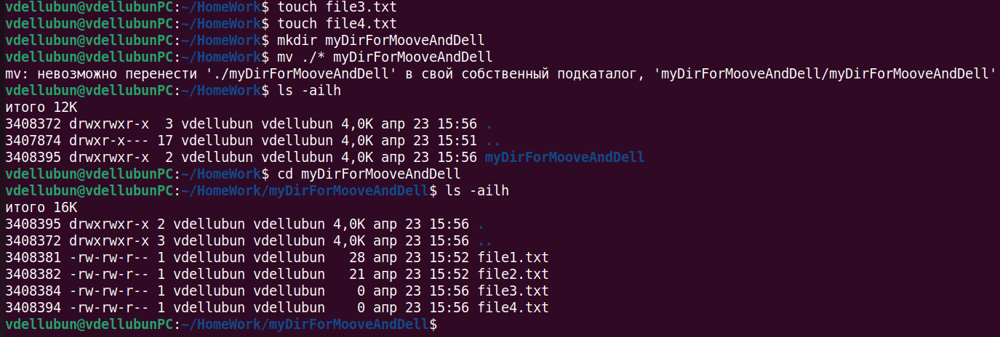 vdellubun@vdellubunPC:~/HomeWork$ touch file3.txt
vdellubun@vdellubunPC:~/HomeWork$ touch file4.txt
vdellubun@vdellubunPC:~/HomeWork$ mkdir myDirForMooveAndDell
vdellubun@vdellubunPC:~/HomeWork$ mv ./* myDirForMooveAndDell
mv: невозможно перенести './myDirForMooveAndDell' в свой собственный подкаталог, 'myDirForMooveAndDell/myDirForMooveAndDell'
vdellubun@vdellubunPC:~/HomeWork$ ls -ailh
итого 12K
3408372 drwxrwxr-x  3 vdellubun vdellubun 4,0K апр 23 15:56 .
3407874 drwxr-x--- 17 vdellubun vdellubun 4,0K апр 23 15:51 ..
3408395 drwxrwxr-x  2 vdellubun vdellubun 4,0K апр 23 15:56 myDirForMooveAndDell
vdellubun@vdellubunPC:~/HomeWork$ cd myDirForMooveAndDell
vdellubun@vdellubunPC:~/HomeWork/myDirForMooveAndDell$ ls -ailh
итого 16K
3408395 drwxrwxr-x 2 vdellubun vdellubun 4,0K апр 23 15:56 .
3408372 drwxrwxr-x 3 vdellubun vdellubun 4,0K апр 23 15:56 ..
3408381 -rw-rw-r-- 1 vdellubun vdellubun   28 апр 23 15:52 file1.txt
3408382 -rw-rw-r-- 1 vdellubun vdellubun   21 апр 23 15:52 file2.txt
3408384 -rw-rw-r-- 1 vdellubun vdellubun    0 апр 23 15:56 file3.txt
3408394 -rw-rw-r-- 1 vdellubun vdellubun    0 апр 23 15:56 file4.txt
vdellubun@vdellubunPC:~/HomeWork/myDirForMooveAndDell$